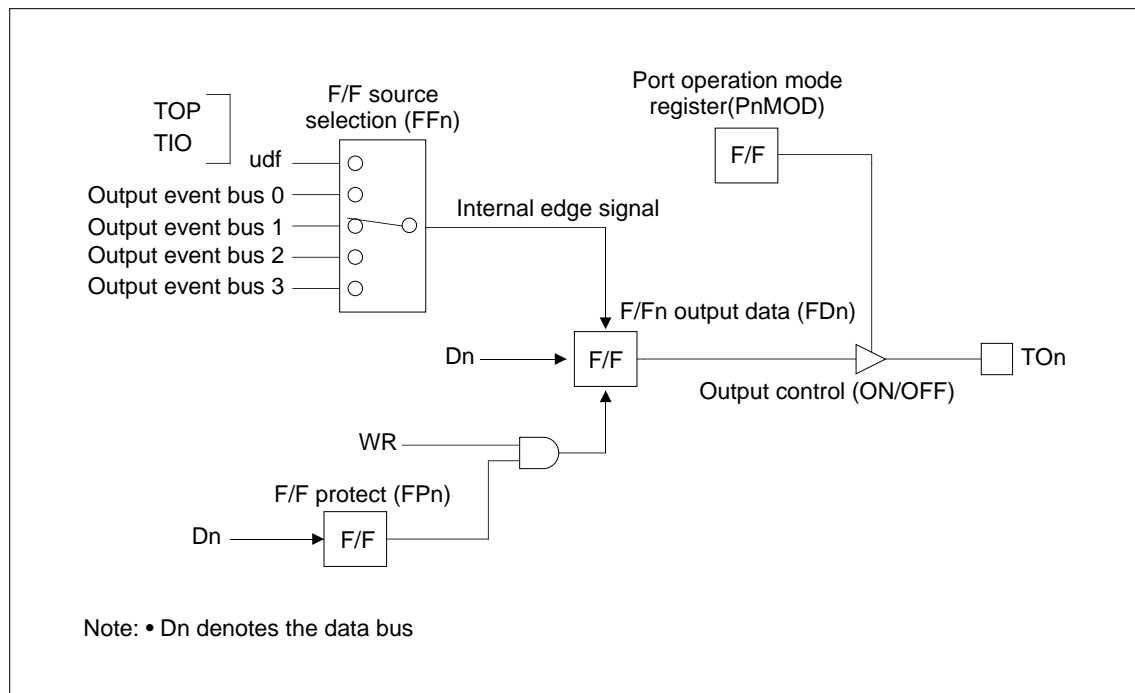 Port operation mode
register(PnMOD)
F/F
F/F source
selection (FFn)
TOP
TIO
udf
Output event bus 0
Output event bus 1
Output event bus 2
Output event bus 3
Internal edge signal
F/Fn output data (FDn)
Dn
F/F
TOn
Output control (ON/OFF)
WR
F/F protect (FPn)
Dn
F/F
Note: • Dn denotes the data bus